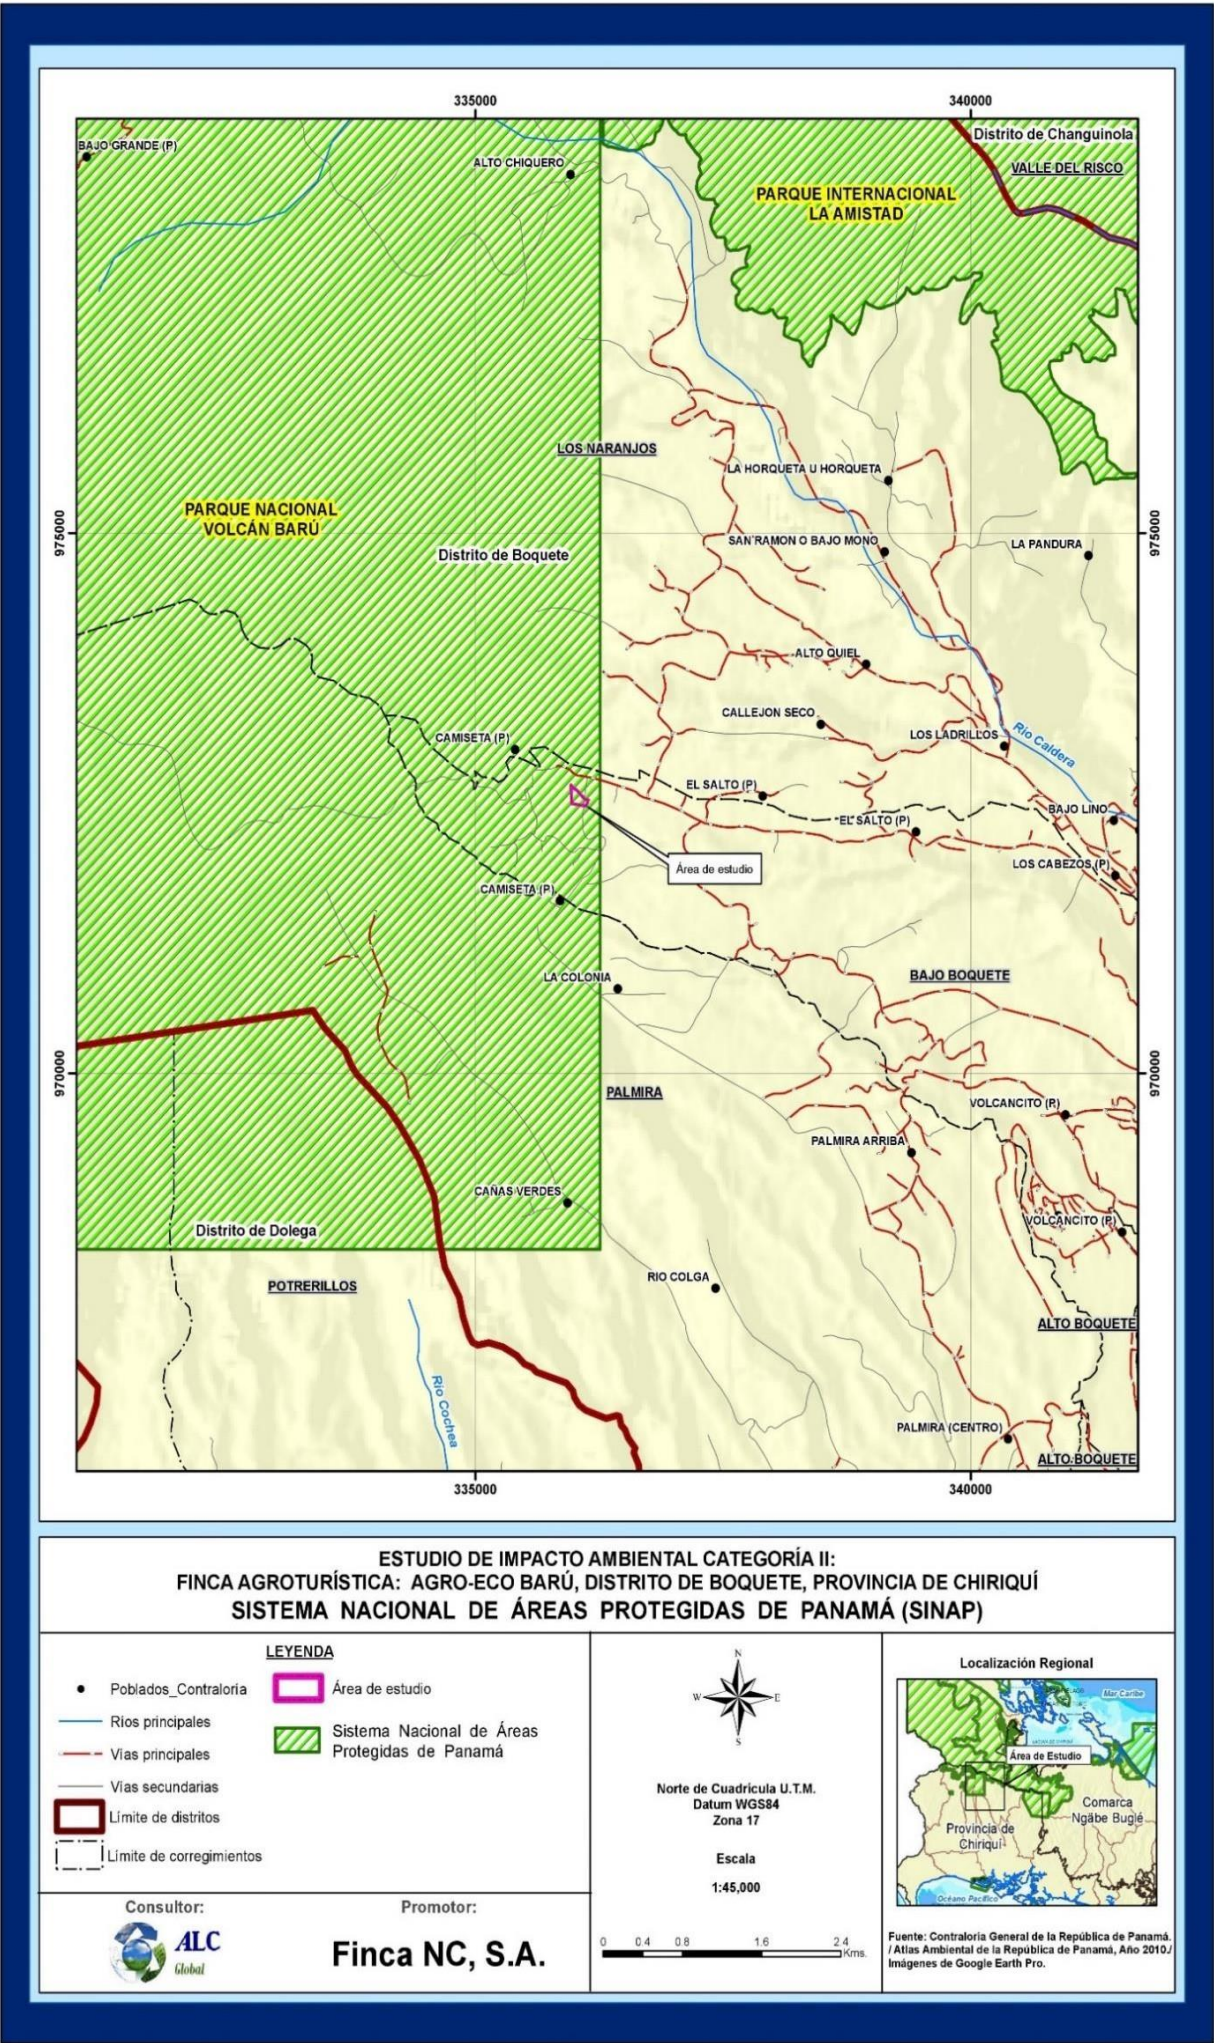 335000
340000
BAJO GRANDE (P)
ALTO CHIQUERO
Distrito de Changuinola
VALLE DEL RISCO
PARQUE INTERNACIONAL
LA AMISTAD
LOS NARANJOS
LA HORQUETA U HORQUETA
PARQUE NACIONAL
VOLCÁN BARÚ
975000
975000
Distrito de Boquete
SAN RAMON O BAJO MONO
LA PANDURA
ALTO QUIEL
CALLEJON SECO
CAMISETA (P)
LOS LADRILLOS
Rio Caldera
EL SALTO (P)
BAJO LINO
EL SALTO (P)
Área de estudio
LOS CABEZOS (P)
CAMISETA (P)
LA COLONIA
BAJO BOQUETE
970000
970000
PALMIRA
VOLCANCITO (P)
PALMIRA ARRIBA
CAÑAS VERDES
VOLCANCITO (P)
Distrito de Dolega
POTRERILLOS
RIO COLGA
ALTO BOQUETE
Rio Cochea
PALMIRA (CENTRO)
ALTO BOQUETE
335000
340000
ESTUDIO DE IMPACTO AMBIENTAL CATEGORÍA II:
FINCA AGROTURÍSTICA: AGRO-ECO BARÚ, DISTRITO DE BOQUETE, PROVINCIA DE CHIRIQUÍ
SISTEMA NACIONAL DE ÁREAS PROTEGIDAS DE PANAMÁ (SINAP)
LEYENDA
Poblados_Contraloria
Rios principales
Vías principales
Vías secundarias
Límite de distritos
Límite de corregimientos
Área de estudio
Sistema Nacional de Áreas
Protegidas de Panamá
Consultor:
ALC
Global
Promotor:
Finca NC, S.A.
N
W
E
S
Norte de Cuadricula U.T.M.
Datum WGS84
Zona 17
Escala
1:45,000
0 0.4 0.8 1.6 2.4
Kms.
Localización Regional
Mar Caribe
Área de Estudio
Comarca
Ngäbe Buglé
Provincia de
Chiriquí
Océano Pacífico
Fuente: Contraloria General de la República de Panamá.
/ Atlas Ambiental de la República de Panamá, Año 2010./
Imágenes de Google Earth Pro.